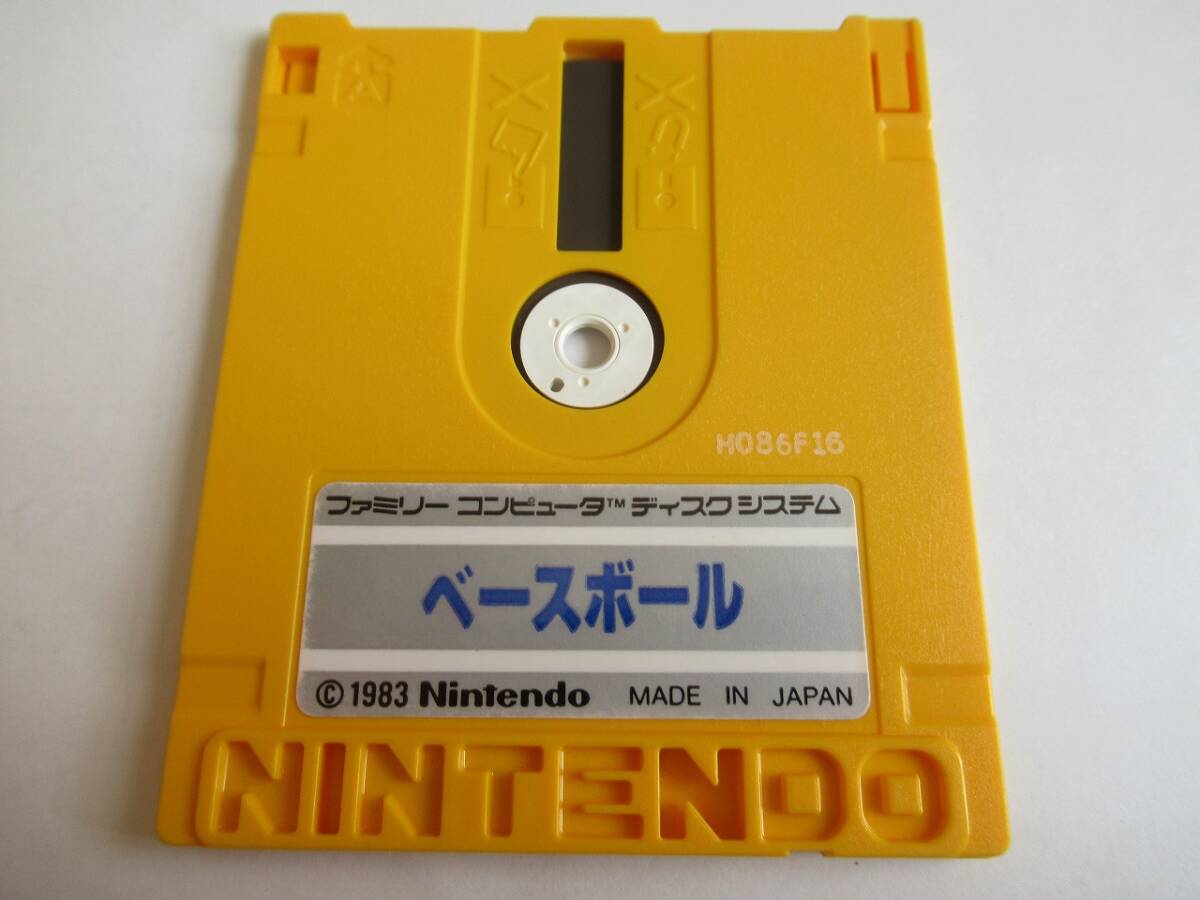 H086F16
ファミリー コンピュータ™ ディスクシステム
ベースボール
© 1983 Nintendo MADE IN JAPAN
NINTENDO